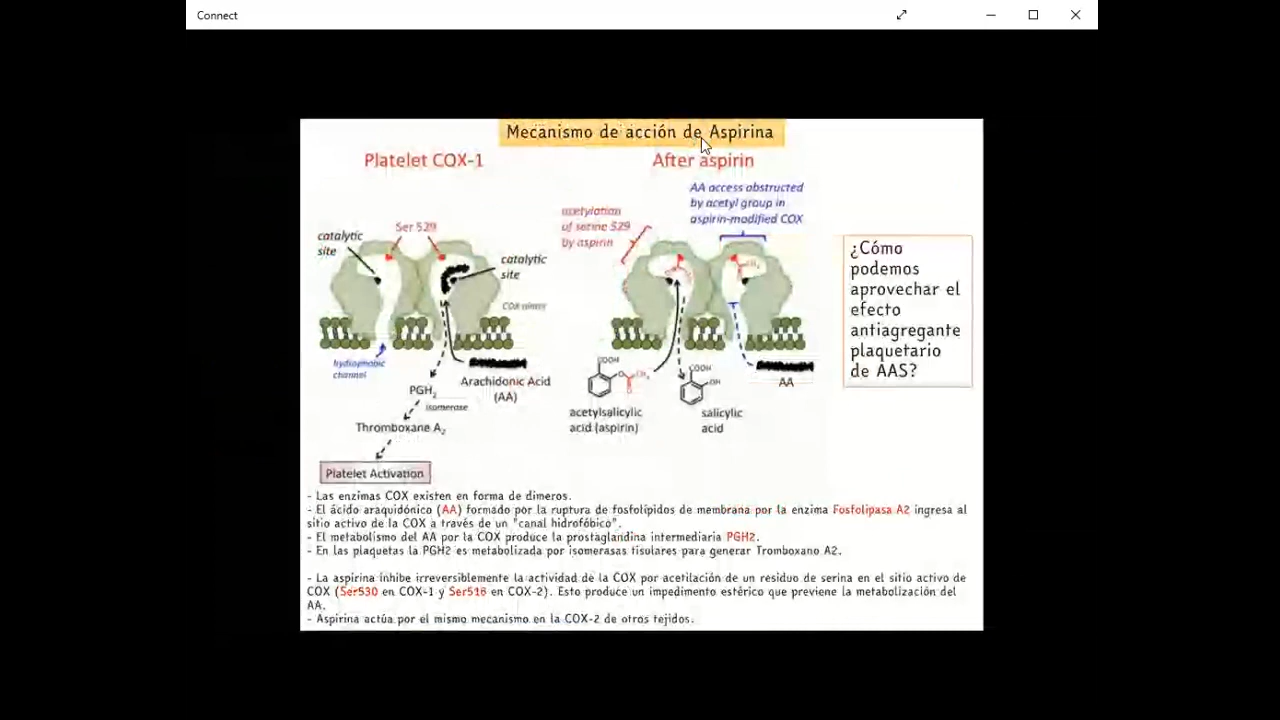 Connect
Mecanismo de acción de Aspirina
Platelet COX-1
After aspirin
AA access obstructed
by acetyl group in
aspirin-modified COX
acetylation
of serine 529
by aspirin
Ser 529
catalytic
site
catalytic
site
COX dimers
hydrophobic
channel
PGH2
isomerase
Arachidonic Acid
(AA)
Thromboxane A2
Platelet Activation
COOH
O
CH3
O
acetylsalicylic
acid (aspirin)
COOH
OH
salicylic
acid
AA
¿Cómo
podemos
aprovechar el
efecto
antiagregante
plaquetario
de AAS?
- Las enzimas COX existen en forma de dímeros.
- El ácido araquidónico (AA) formado por la ruptura de fosfolípidos de membrana por la enzima Fosfolipasa A2 ingresa al
sitio activo de la COX a través de un "canal hidrofóbico".
- El metabolismo del AA por la COX produce la prostaglandina intermediaria PGH2.
- En las plaquetas la PGH2 es metabolizada por isomerasas tisulares para generar Tromboxano A2.
- La aspirina inhibe irreversiblemente la actividad de la COX por acetilación de un residuo de serina en el sitio activo de
COX (Ser530 en COX-1 y Ser516 en COX-2). Esto produce un impedimento estérico que previene la metabolización del
AA.
- Aspirina actúa por el mismo mecanismo en la COX-2 de otros tejidos.